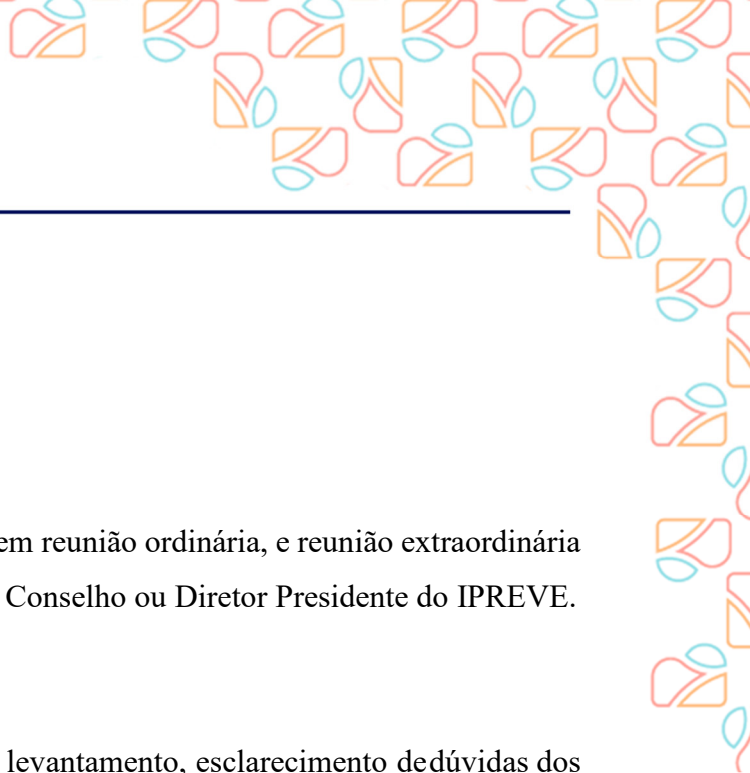 em reunião ordinária, e reunião extraordinária
Conselho ou Diretor Presidente do IPREVE.
levantamento, esclarecimento dedúvidas dos